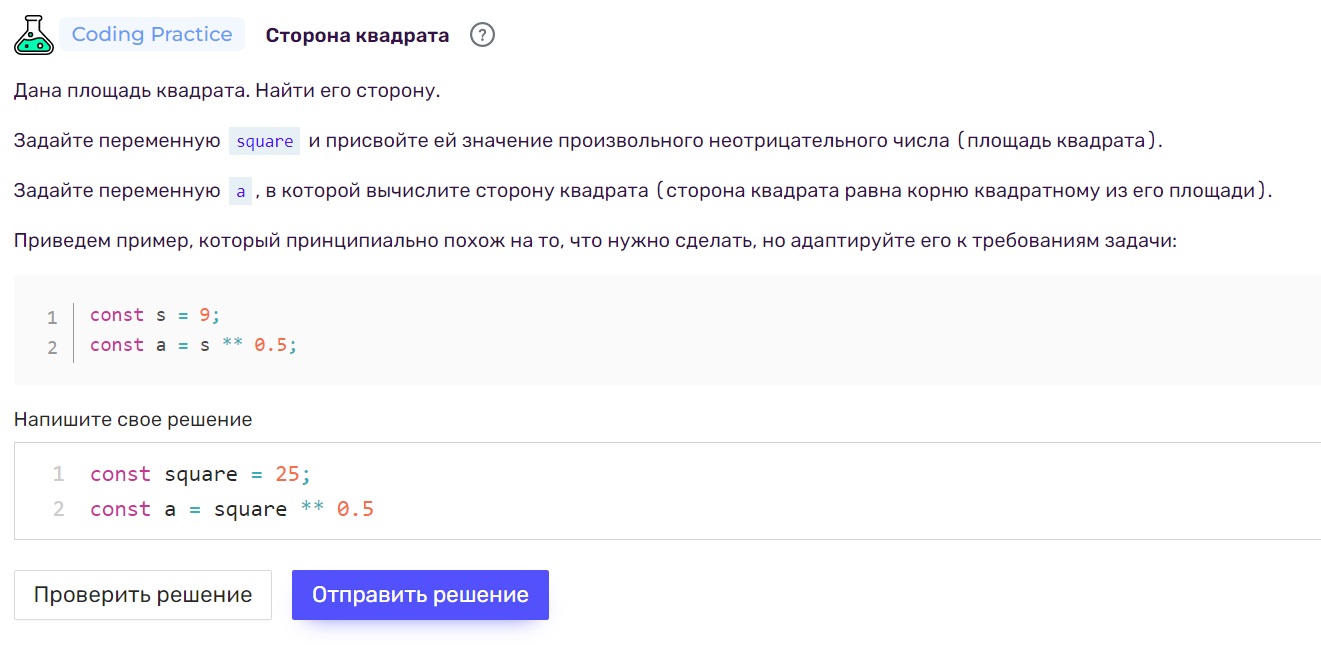 Coding Practice Сторона квадрата ?
Дана площадь квадрата. Найти его сторону.
Задайте переменную square и присвойте ей значение произвольного неотрицательного числа (площадь квадрата).
Задайте переменную a, в которой вычислите сторону квадрата (сторона квадрата равна корню квадратному из его площади).
Приведем пример, который принципиально похож на то, что нужно сделать, но адаптируйте его к требованиям задачи:
1 const s = 9;
2 const a = s ** 0.5;
Напишите свое решение
1 const square = 25;
2 const a = square ** 0.5
Проверить решение Отправить решение